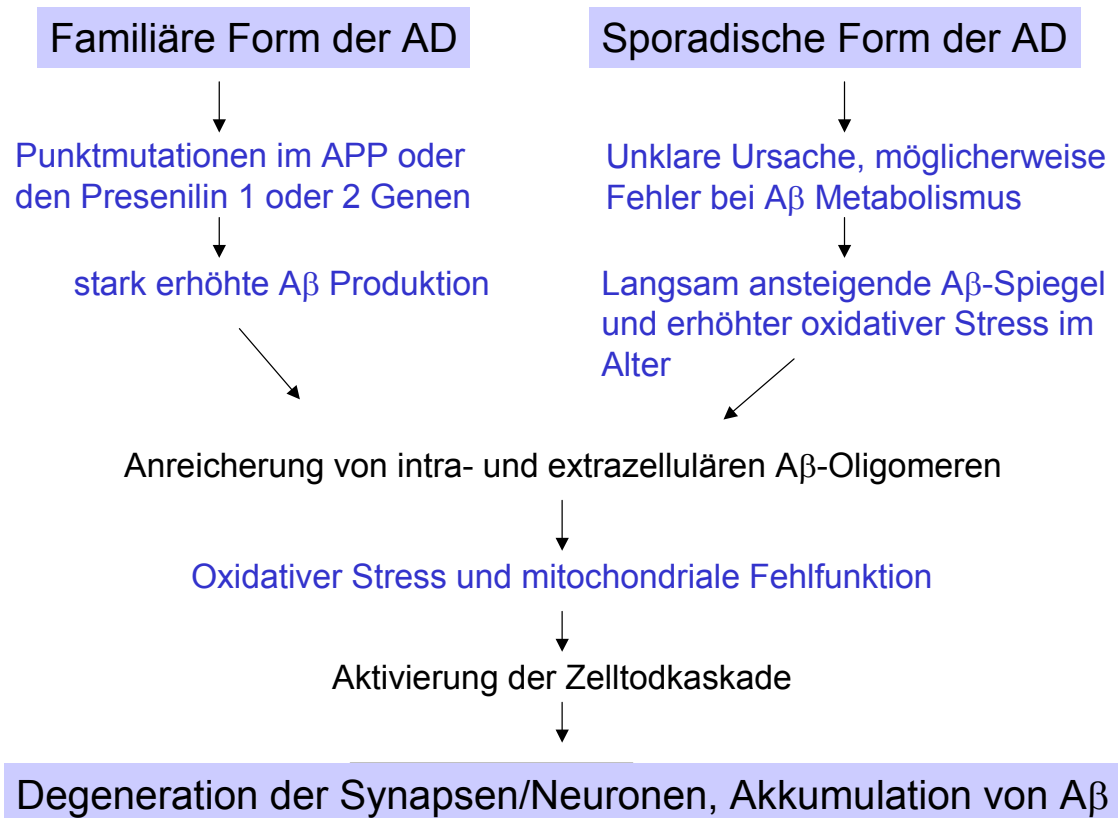 Familiäre Form der AD
Sporadische Form der AD
Punktmutationen im APP oder
den Presenilin 1 oder 2 Genen
Unklare Ursache, möglicherweise
Fehler bei Aβ Metabolismus
stark erhöhte Aβ Produktion
Langsam ansteigende Aβ-Spiegel
und erhöhter oxidativer Stress im
Alter
Anreicherung von intra- und extrazellulären Aβ-Oligomeren
Oxidativer Stress und mitochondriale Fehlfunktion
Aktivierung der Zelltodkaskade
Degeneration der Synapsen/Neuronen, Akkumulation von Aβ